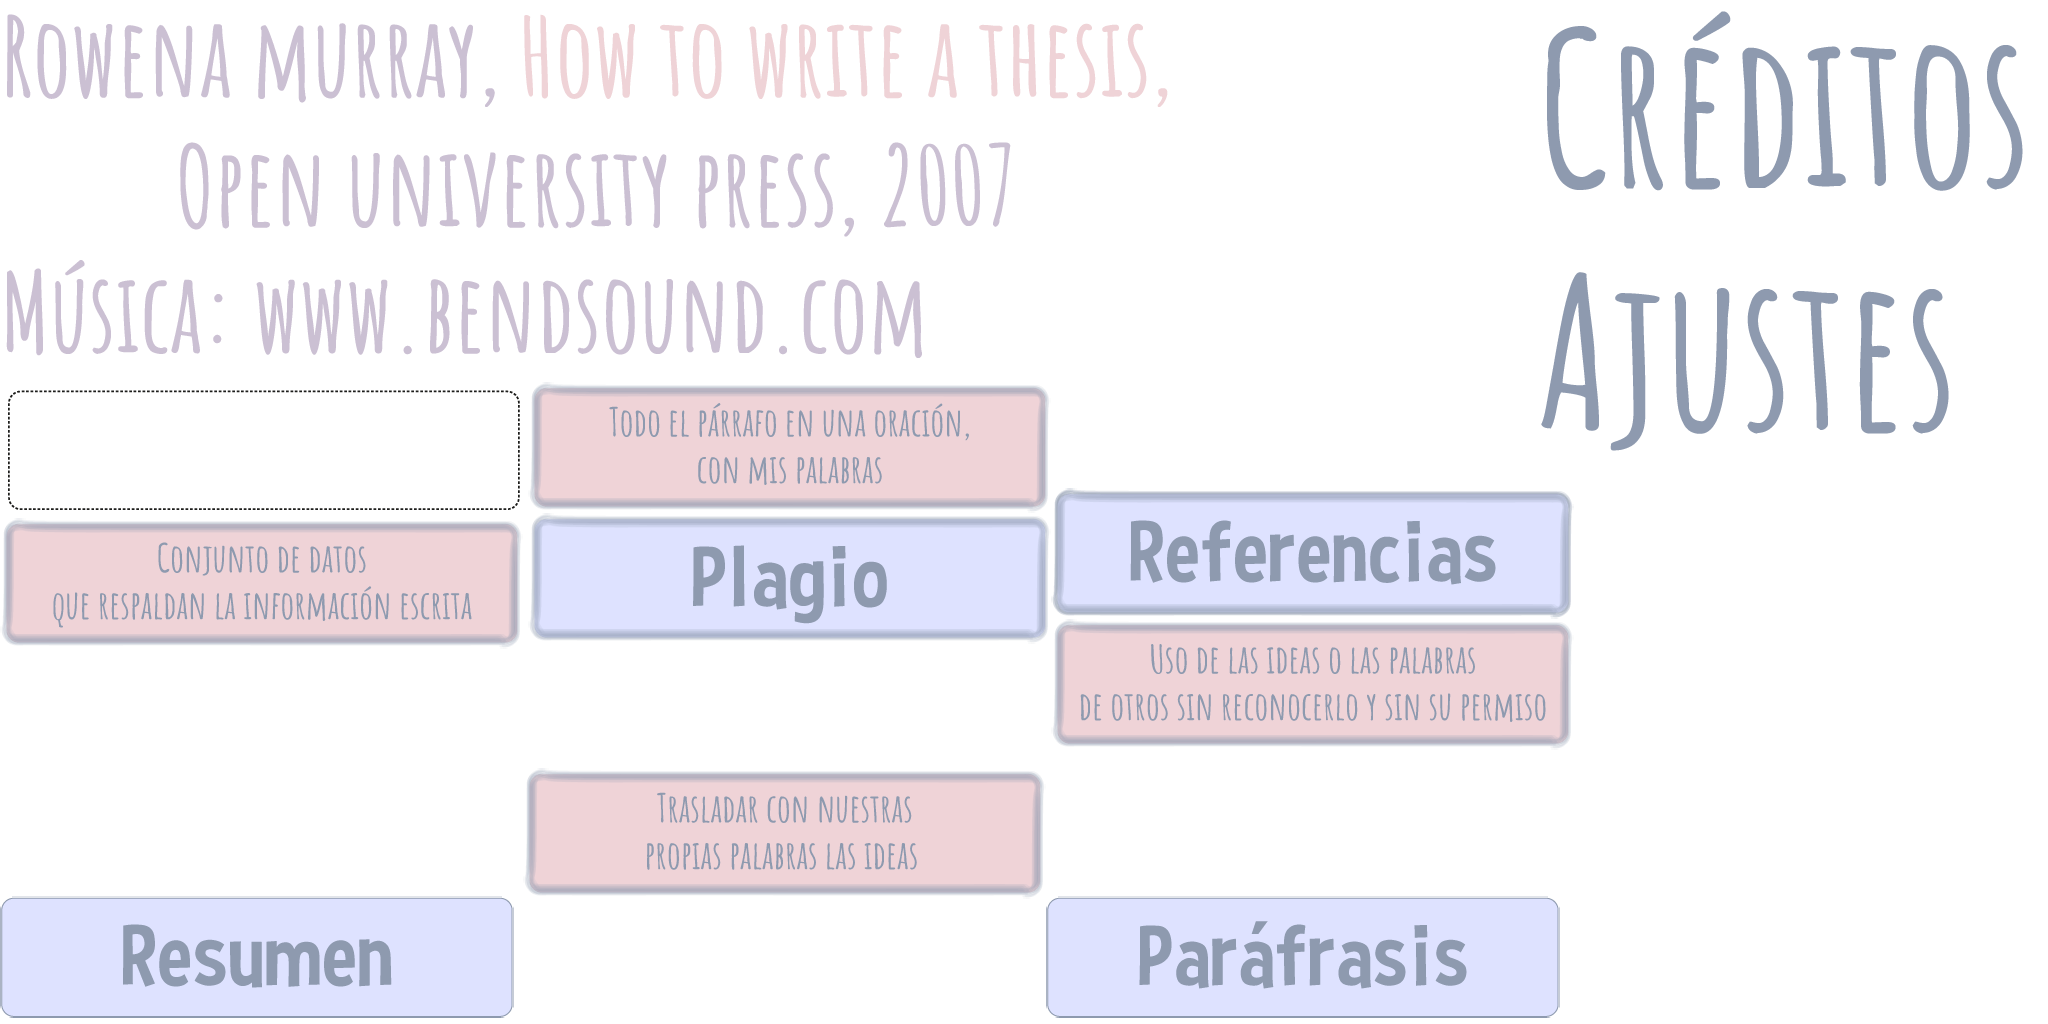 Rowena murray, How to write a thesis,
Open university press, 2007
Música: www.bendsound.com
Créditos
Ajustes
Todo el párrafo en una oración,
con mis palabras
Conjunto de datos
que respaldan la información escrita
Plagio
Referencias
Uso de las ideas o las palabras
de otros sin reconocerlo y sin su permiso
Trasladar con nuestras
propias palabras las ideas
Resumen
Paráfrasis